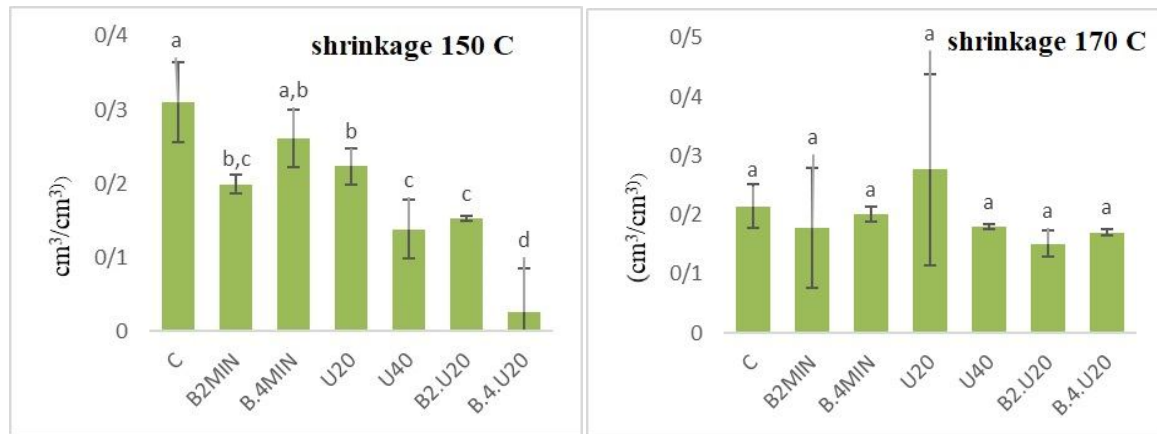 shrinkage 150 C
cm³/cm³⁾)
0/4
0/3
0/2
0/1
0
a
b,c
a,b
b
c
c
d
C
B2MIN
B.4MIN
U20
U40
B2.U20
B.4.U20
shrinkage 170 C
(cm³/cm³⁾)
0/5
0/4
0/3
0/2
0/1
0
a
a
a
a
a
a
a
C
B2MIN
B.4MIN
U20
U40
B2.U20
B.4.U20